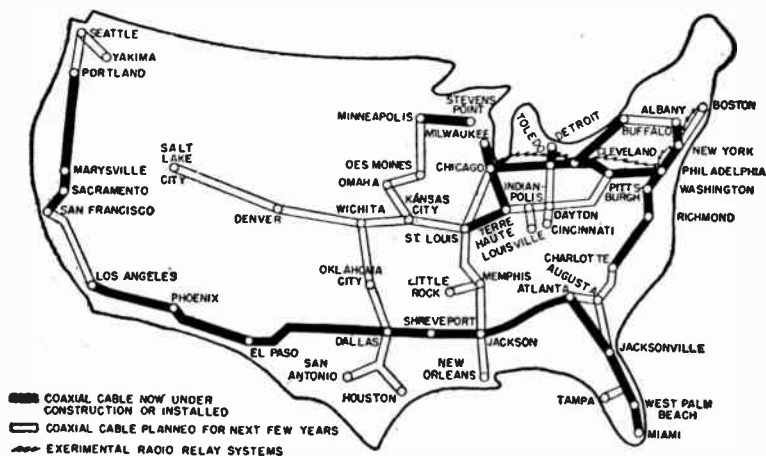 SEATTLE
YAKIMA
PORTLAND
STEVENS
POINT
MINNEAPOLIS
MILWAUKEE
TOLEDO
DETROIT
ALBANY
BOSTON
BUFFALO
SALT
LAKE
CITY
MARYSVILLE
SACRAMENTO
SAN FRANCISCO
DES MOINES
OMAHA
CHICAGO
CLEVELAND
NEW YORK
PHILADELPHIA
PITTS
BURGH
WASHINGTON
INDIAN-
POLIS
KANSAS
CITY
DENVER
WICHITA
ST. LOUIS
TERRE
HAUTE
DAYTON
CINCINNATI
LOUISVILLE
RICHMOND
LOS ANGELES
OKLAHOMA
CITY
LITTLE
ROCK
MEMPHIS
CHARLOTTE
AUGUSTA
ATLANTA
PHOENIX
EL PASO
DALLAS
SHREVEPORT
JACKSON
JACKSONVILLE
SAN
ANTONIO
HOUSTON
NEW
ORLEANS
TAMPA
WEST PALM
BEACH
MIAMI
COAXIAL CABLE NOW UNDER
CONSTRUCTION OR INSTALLED
COAXIAL CABLE PLANNED FOR NEXT FEW YEARS
EXERIMENTAL RADIO RELAY SYSTEMS